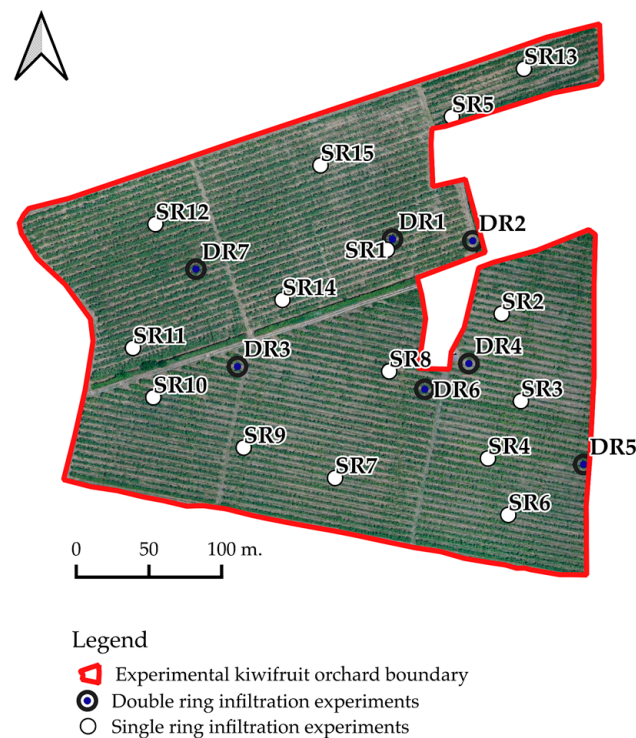 SR13
SR5
SR15
SR12
DR1
DR2
SR1
DR7
SR14
SR2
SR11
DR3
SR8
DR4
SR10
DR6
SR3
SR9
SR4
DR5
SR7
SR6
0 50 100 m.
Legend
Experimental kiwifruit orchard boundary
Double ring infiltration experiments
Single ring infiltration experiments